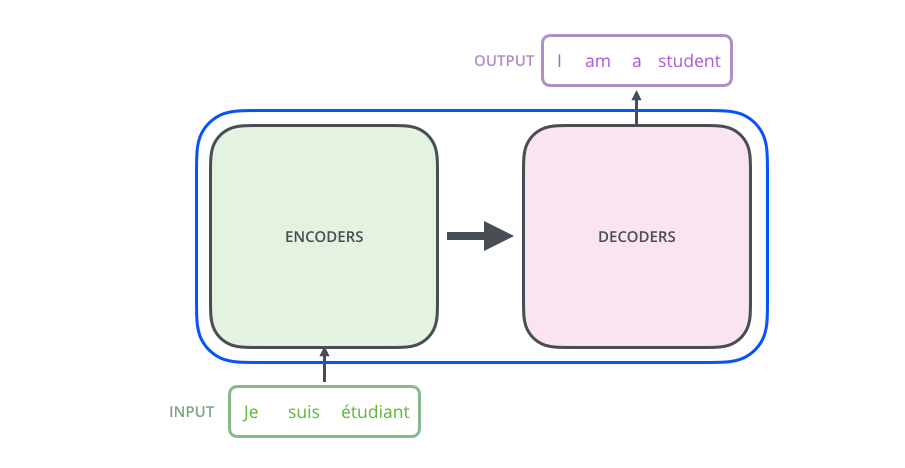 OUTPUT I am a student
ENCODERS DECODERS
INPUT Je suis étudiant